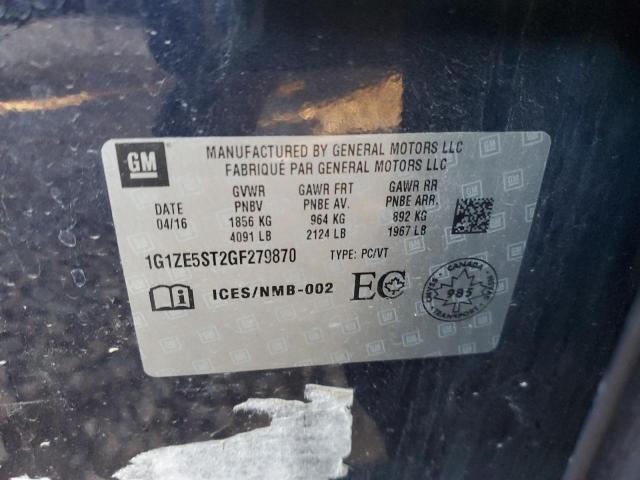 GM
MANUFACTURED BY GENERAL MOTORS LLC
FABRIQUÉ PAR GENERAL MOTORS LLC
DATE
04/16
GVWR
PNBV
1856 KG
4091 LB
GAWR FRT
PNBE AV.
964 KG
2124 LB
GAWR RR
PNBE ARR.
892 KG
1967 LB
1G1ZE5ST2GF279870 TYPE: PC/VT
ICES/NMB-002 EC
CANADA
985
TRANSPORT